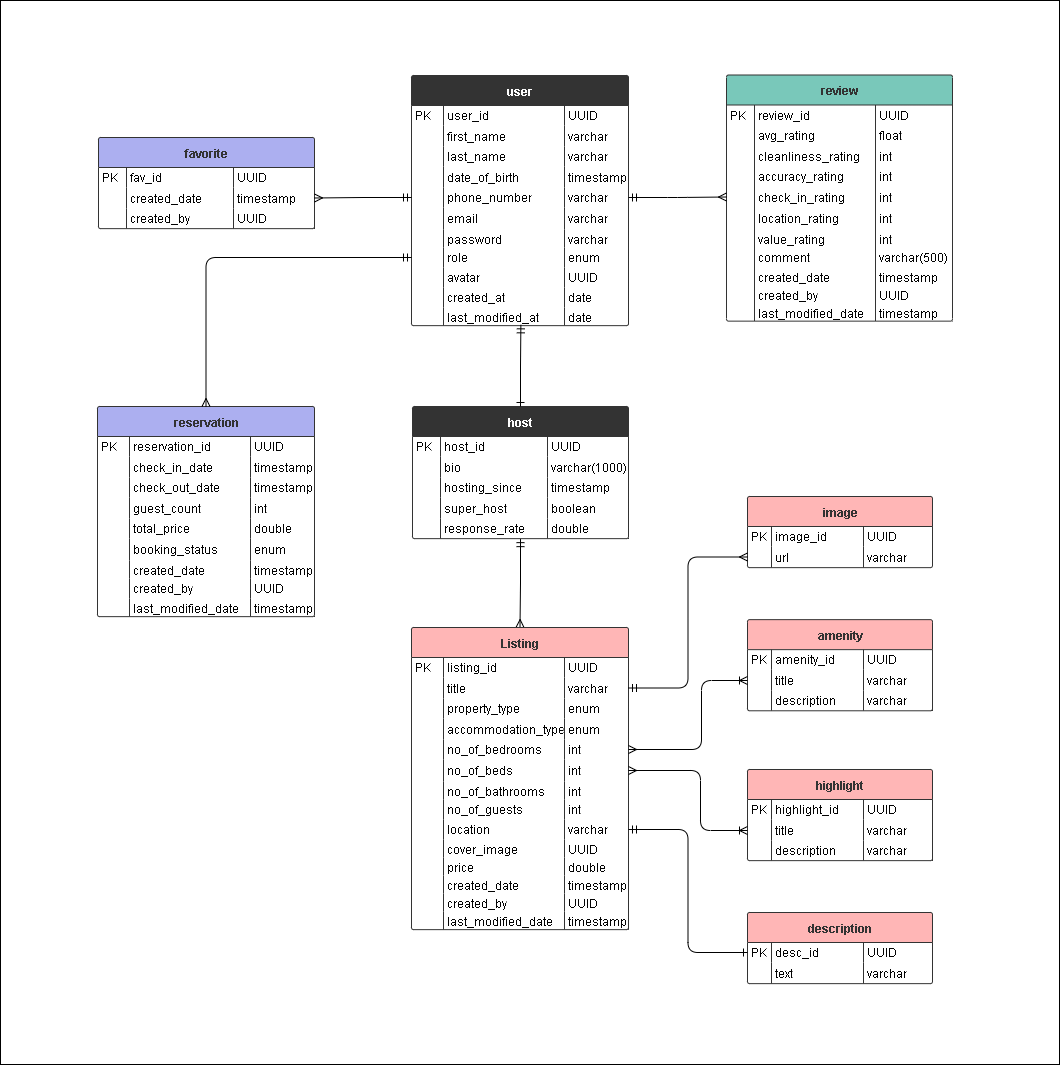 user
PK user_id UUID
first_name varchar
last_name varchar
date_of_birth timestamp
phone_number varchar
email varchar
password varchar
role enum
avatar UUID
created_at date
last_modified_at date
review
PK review_id UUID
avg_rating float
cleanliness_rating int
accuracy_rating int
check_in_rating int
location_rating int
value_rating int
comment varchar(500)
created_date timestamp
created_by UUID
last_modified_date timestamp
favorite
PK fav_id UUID
created_date timestamp
created_by UUID
reservation
PK reservation_id UUID
check_in_date timestamp
check_out_date timestamp
guest_count int
total_price double
booking_status enum
created_date timestamp
created_by UUID
last_modified_date timestamp
host
PK host_id UUID
bio varchar(1000)
hosting_since timestamp
super_host boolean
response_rate double
Listing
PK listing_id UUID
title varchar
property_type enum
accommodation_type enum
no_of_bedrooms int
no_of_beds int
no_of_bathrooms int
no_of_guests int
location varchar
cover_image UUID
price double
created_date timestamp
created_by UUID
last_modified_date timestamp
image
PK image_id UUID
url varchar
amenity
PK amenity_id UUID
title varchar
description varchar
highlight
PK highlight_id UUID
title varchar
description varchar
description
PK desc_id UUID
text varchar